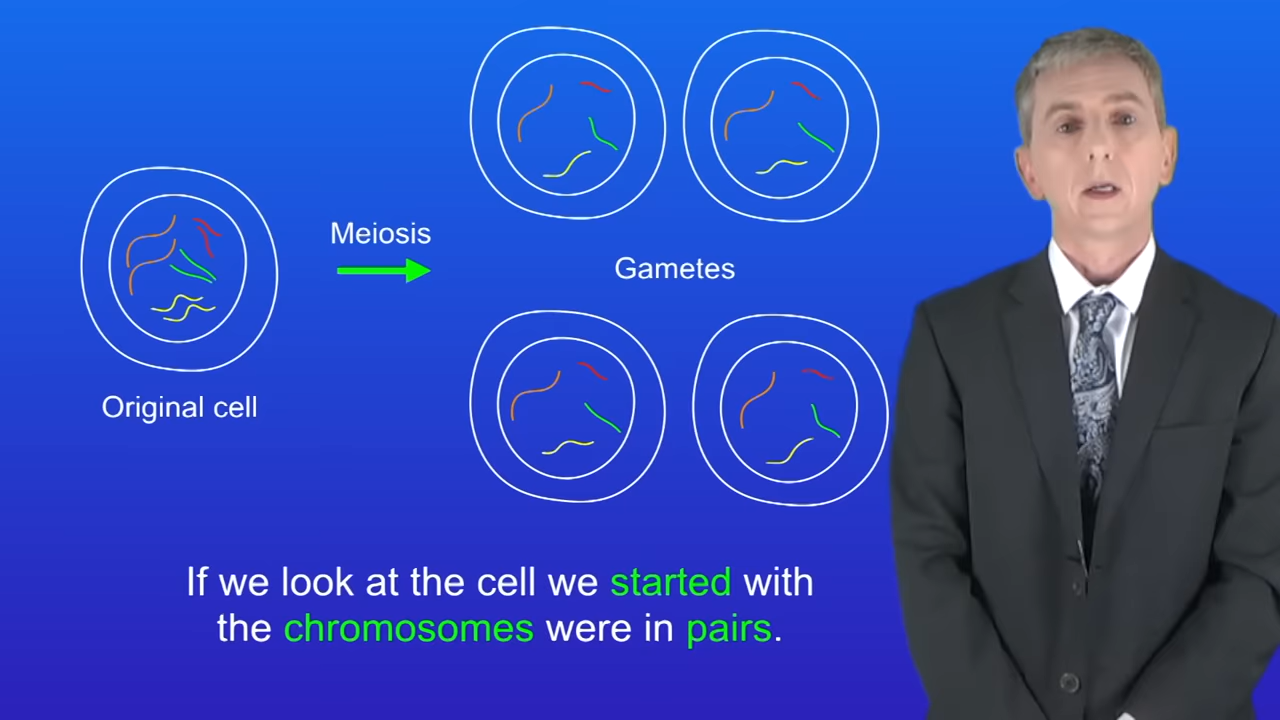 Meiosis
Original cell
Gametes
If we look at the cell we started with
the chromosomes were in pairs.